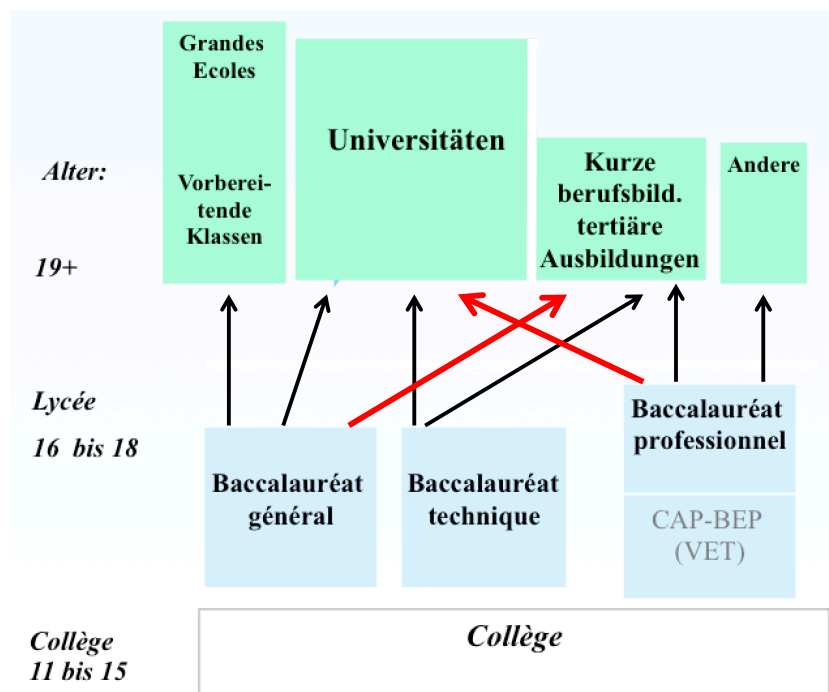 Grandes
Ecoles
Universitäten
Alter:
Vorberei-
tende
Klassen
Kurze
berufsbild.
tertiäre
Ausbildungen
Andere
19+
Lycée
16 bis 18
Baccalauréat
général
Baccalauréat
technique
Baccalauréat
professionnel
CAP-BEP
(VET)
Collège
11 bis 15
Collège